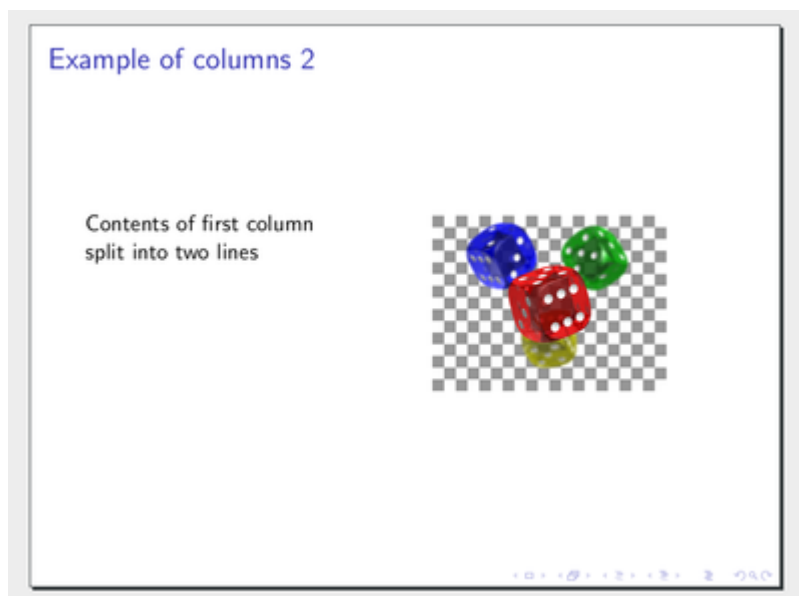 Example of columns 2
Contents of first column
split into two lines